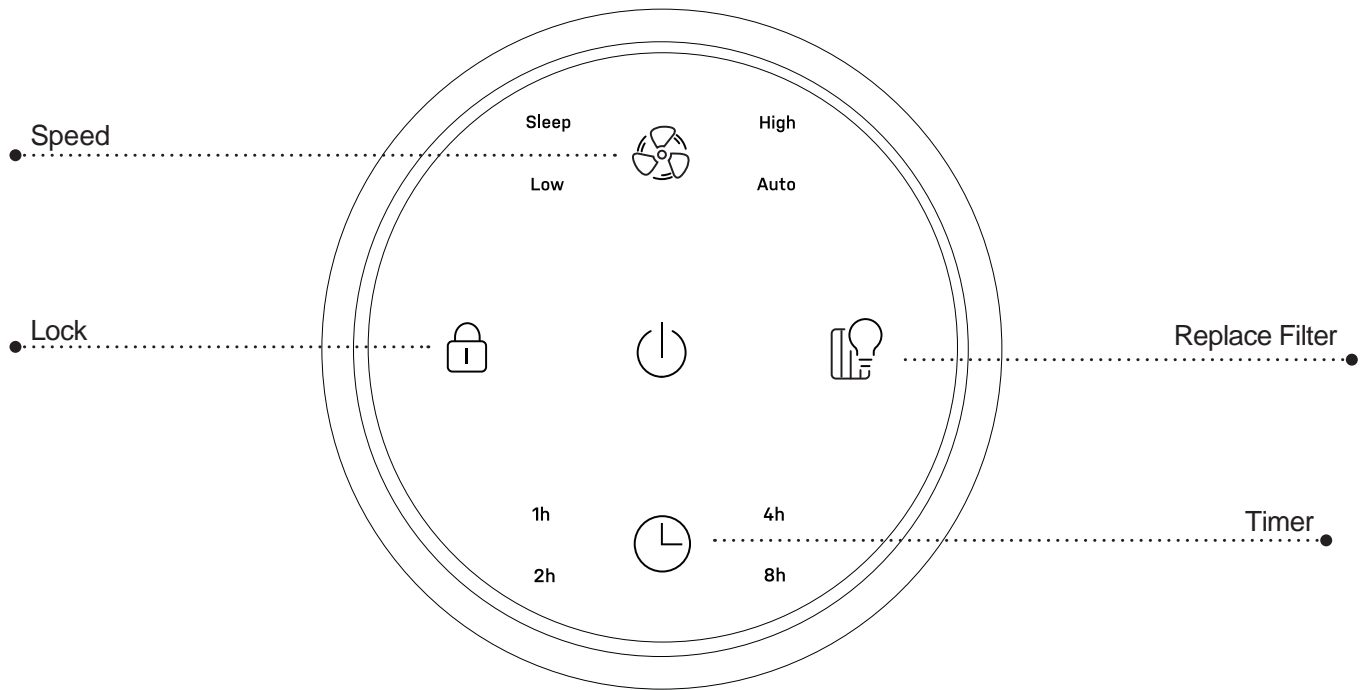 Speed
Sleep
High
Low
Auto
Lock
Replace Filter
1h
4h
Timer
2h
8h